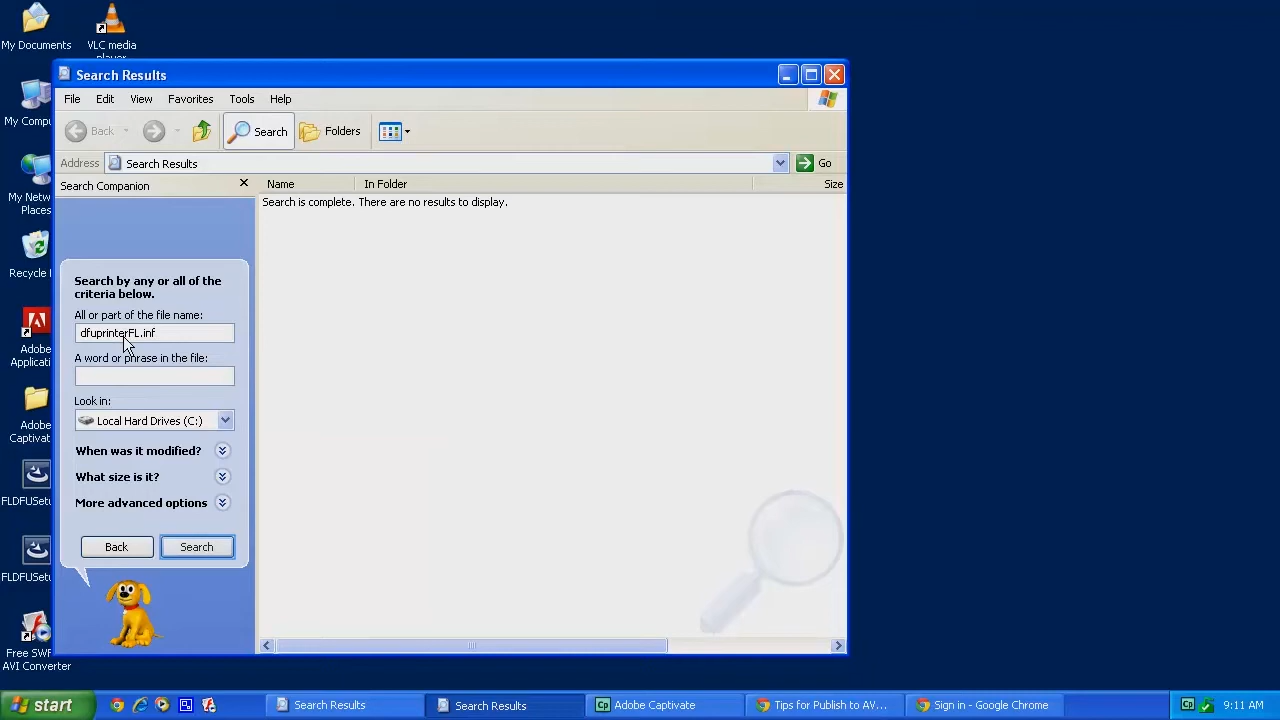 My Documents
VLC media
player
My Compu
My Netw
Places
Recycle
Adobe
Applicati
Adobe
Captivat
FLDFUSetu
FLDFUSetu
Free SWF
AVI Converter
Search Results
File Edit View Favorites Tools Help
Back Search Folders
Address Search Results Go
Search Companion
Name In Folder Size
Search is complete. There are no results to display.
Search by any or all of the
criteria below.
All or part of the file name:
dfuprinterFL.inf
A word or phrase in the file:
Look in:
Local Hard Drives (C:)
When was it modified?
What size is it?
More advanced options
Back Search
start
Search Results
Search Results
Cp Adobe Captivate
Tips for Publish to AV...
Sign in - Google Chrome
Cp 9:11 AM